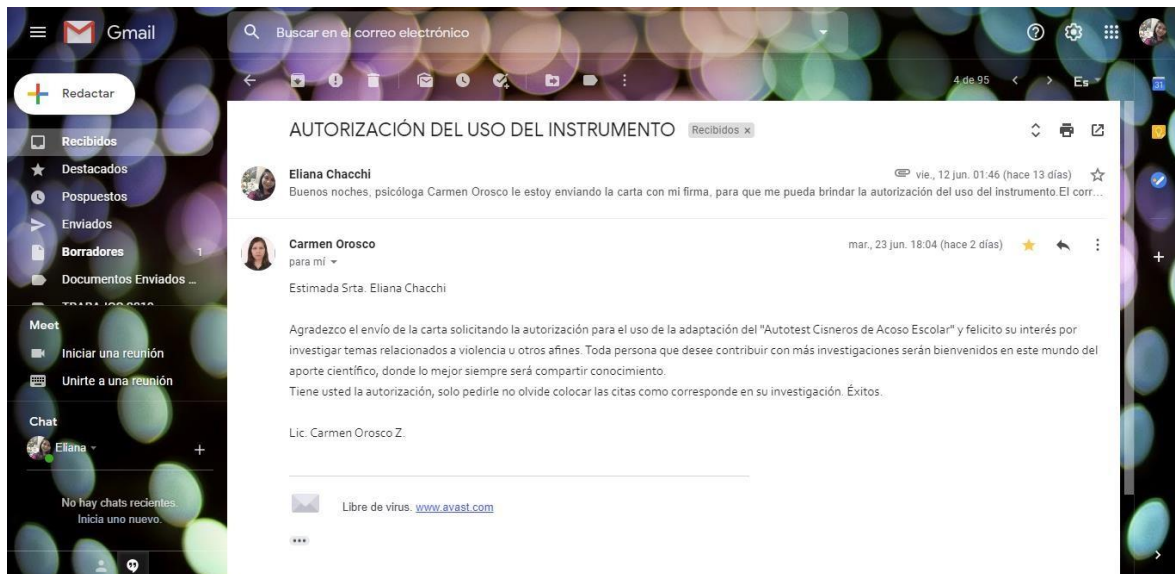 Gmail
Buscar en el correo electrónico
Redactar
4 de 95
Es
31
Recibidos
Destacados
Pospuestos
Enviados
Borradores 1
Documentos Enviados ...
Meet
Iniciar una reunión
Unirte a una reunión
Chat
Eliana
No hay chats recientes.
Inicia uno nuevo.
AUTORIZACIÓN DEL USO DEL INSTRUMENTO Recibidos x
Eliana Chacchi vie., 12 jun. 01:46 (hace 13 días)
Buenos noches, psicóloga Carmen Orosco le estoy enviando la carta con mi firma, para que me pueda brindar la autorización del uso del instrumento.El corr...
Carmen Orosco mar., 23 jun. 18:04 (hace 2 días)
para mí
Estimada Srta. Eliana Chacchi
Agradezco el envío de la carta solicitando la autorización para el uso de la adaptación del "Autotest Cisneros de Acoso Escolar" y felicito su interés por
investigar temas relacionados a violencia u otros afines. Toda persona que desee contribuir con más investigaciones serán bienvenidos en este mundo del
aporte científico, donde lo mejor siempre será compartir conocimiento.
Tiene usted la autorización, solo pedirle no olvide colocar las citas como corresponde en su investigación. Éxitos.
Lic. Carmen Orosco Z.
Libre de virus. www.avast.com